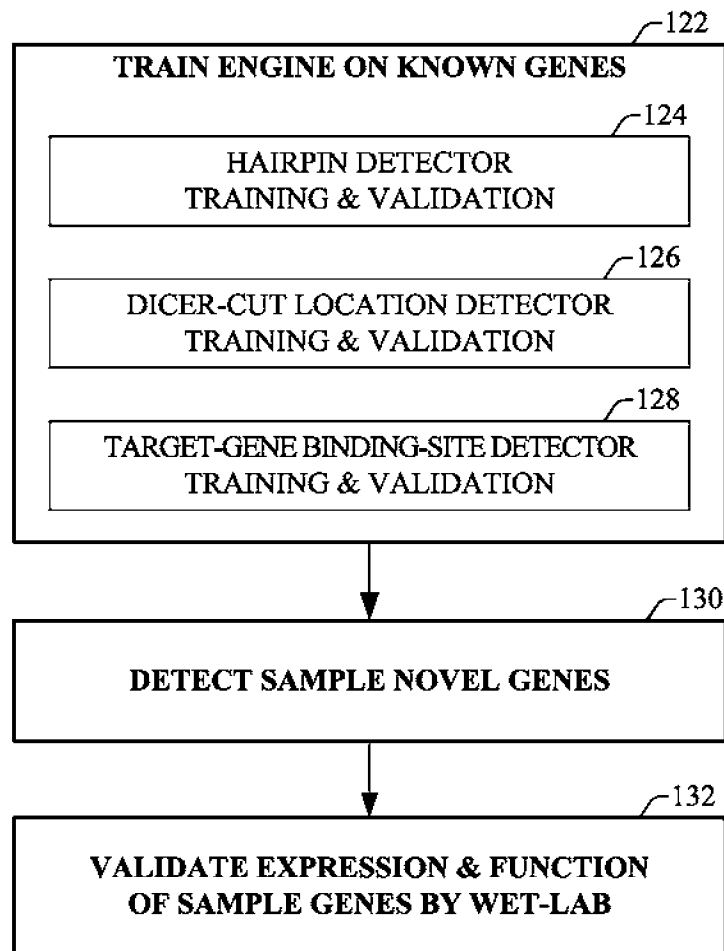 122
TRAIN ENGINE ON KNOWN GENES
124
HAIRPIN DETECTOR
TRAINING & VALIDATION
126
DICER-CUT LOCATION DETECTOR
TRAINING & VALIDATION
128
TARGET-GENE BINDING-SITE DETECTOR
TRAINING & VALIDATION
130
DETECT SAMPLE NOVEL GENES
132
VALIDATE EXPRESSION & FUNCTION
OF SAMPLE GENES BY WET-LAB